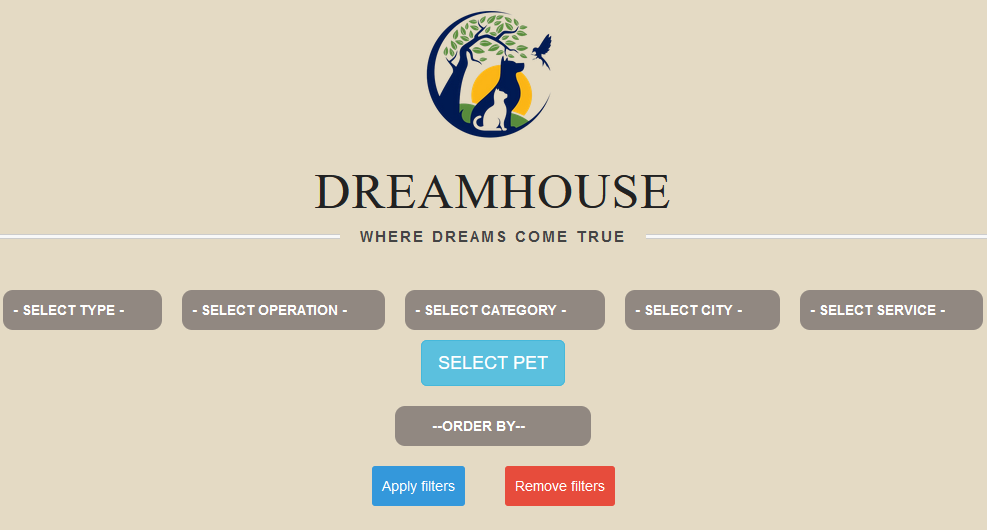 DREAMHOUSE
WHERE DREAMS COME TRUE
- SELECT TYPE - - SELECT OPERATION - - SELECT CATEGORY - - SELECT CITY - - SELECT SERVICE -
SELECT PET
--ORDER BY--
Apply filters Remove filters